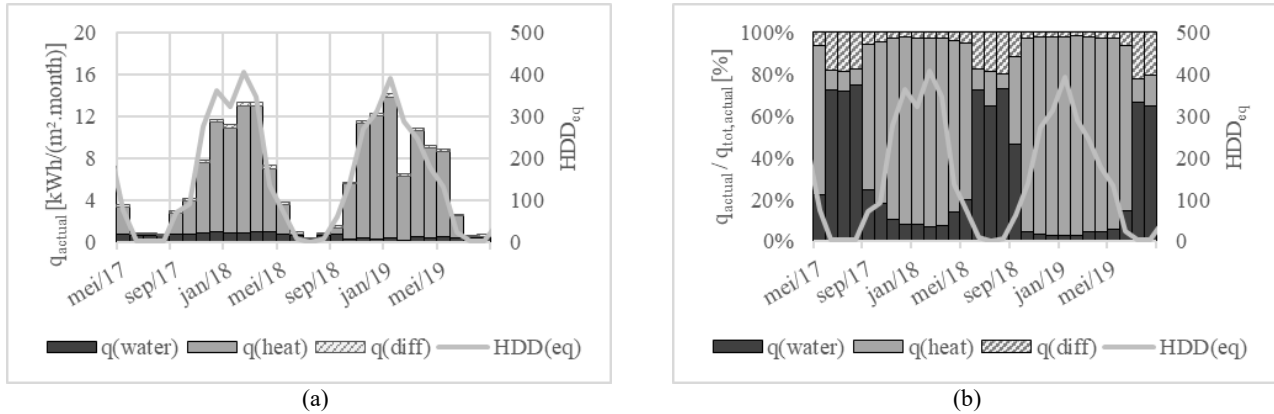 20
16
12
8
4
0
q_actual [kWh/(m².month)]
500
400
300
200
100
0
HDD_eq
mei/17
sep/17
jan/18
mei/18
sep/18
jan/19
mei/19
q(water) q(heat) q(diff) HDD(eq)
(a)
100%
80%
60%
40%
20%
0%
q_actual / q_tot,actual [%]
500
400
300
200
100
0
HDD_eq
mei/17
sep/17
jan/18
mei/18
sep/18
jan/19
mei/19
q(water) q(heat) q(diff) HDD(eq)
(b)